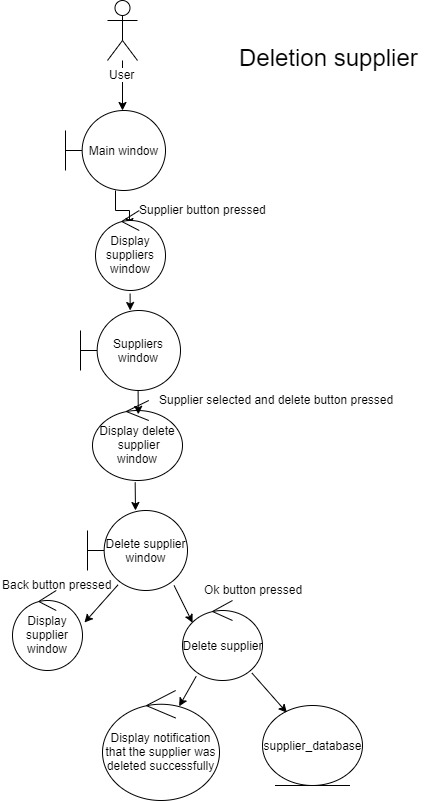 Deletion supplier
User
Main window
Supplier button pressed
Display
suppliers
window
Suppliers
window
Supplier selected and delete button pressed
Display delete
supplier
window
Delete supplier
window
Back button pressed
Ok button pressed
Display
supplier
window
Delete supplier
Display notification
that the supplier was
deleted successfully
supplier_database